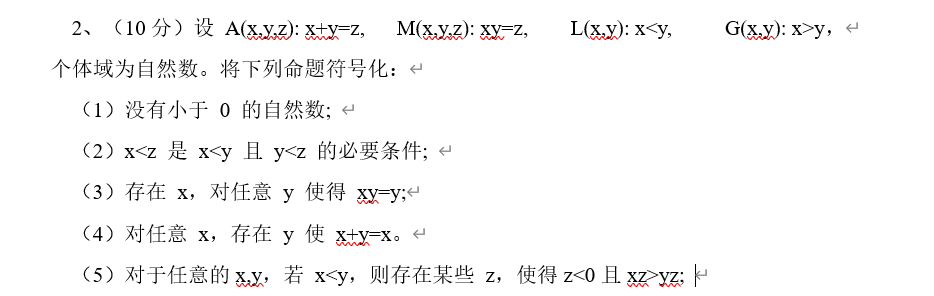 2、（10 分）设 A(x,y,z): x+y=z, M(x,y,z): xy=z, L(x,y): x<y, G(x,y): x>y，
个体域为自然数。将下列命题符号化：
（1）没有小于 0 的自然数;
（2）x<z 是 x<y 且 y<z 的必要条件;
（3）存在 x，对任意 y 使得 xy=y;
（4）对任意 x，存在 y 使 x+y=x。
（5）对于任意的 x,y，若 x<y，则存在某些 z，使得 z<0 且 xz>yz;